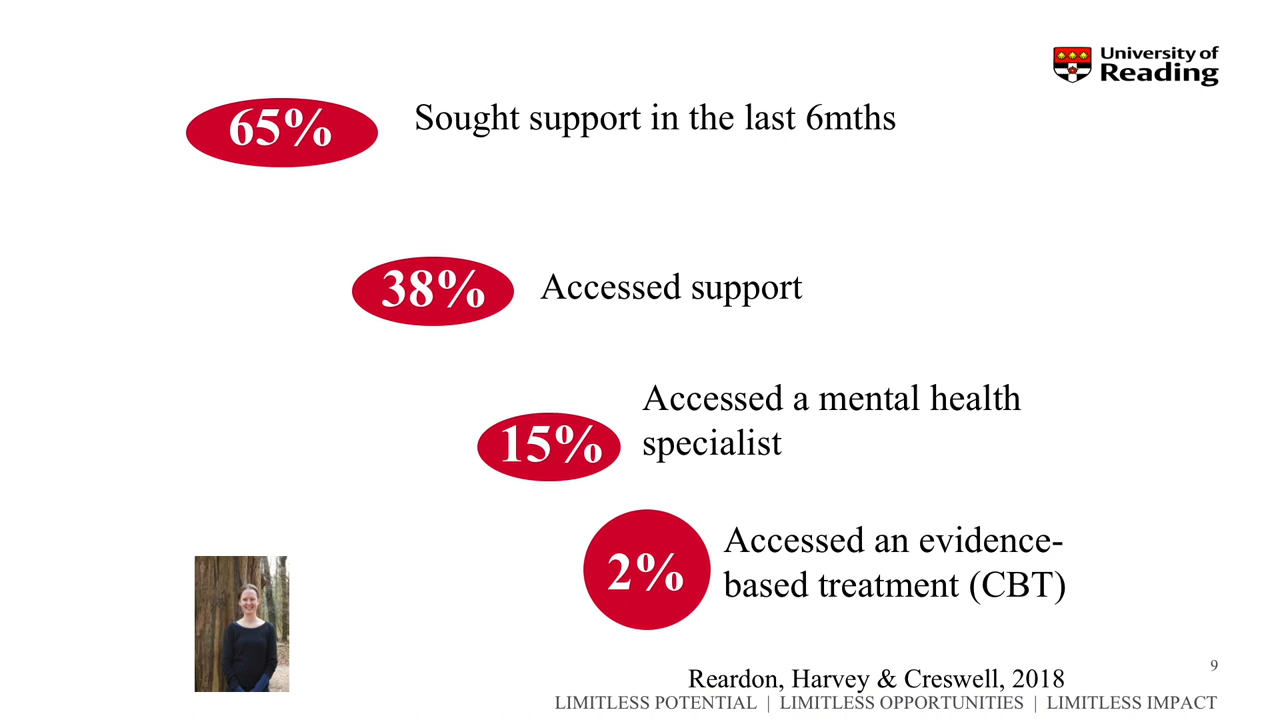 University of
Reading
65%
Sought support in the last 6mths
38%
Accessed support
15%
Accessed a mental health
specialist
2%
Accessed an evidence-
based treatment (CBT)
Reardon, Harvey & Creswell, 2018
9
LIMITLESS POTENTIAL | LIMITLESS OPPORTUNITIES | LIMITLESS IMPACT